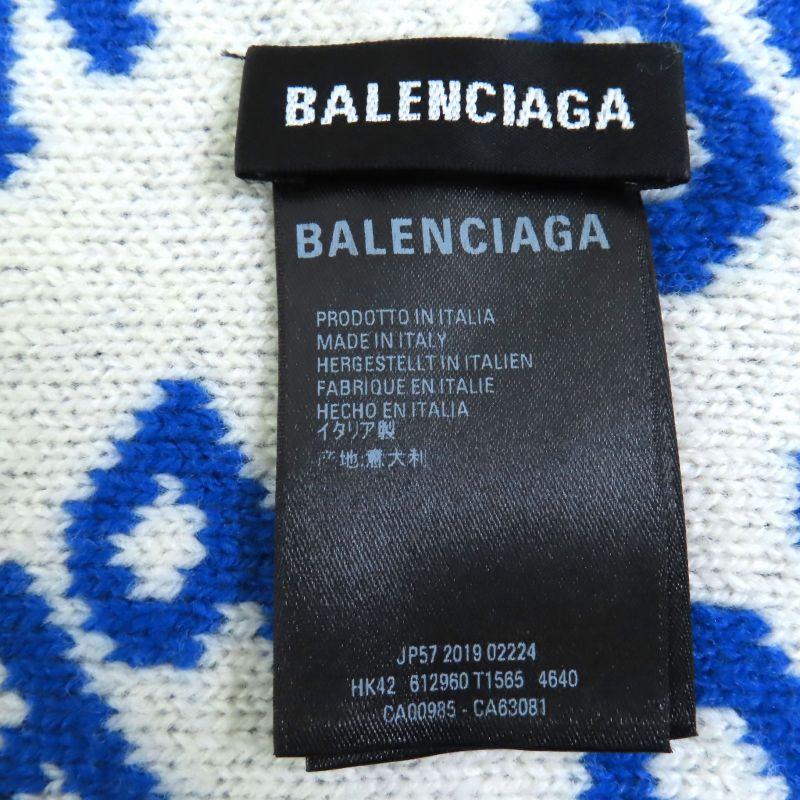 BALENCIAGA
BALENCIAGA
PRODOTTO IN ITALIA
MADE IN ITALY
HERGESTELLT IN ITALIEN
FABRIQUE EN ITALIE
HECHO EN ITALIA
イタリア製
产地:意大利
JP57 2019 02224
HK42 612960 T1565 4640
CA00985 - CA63081